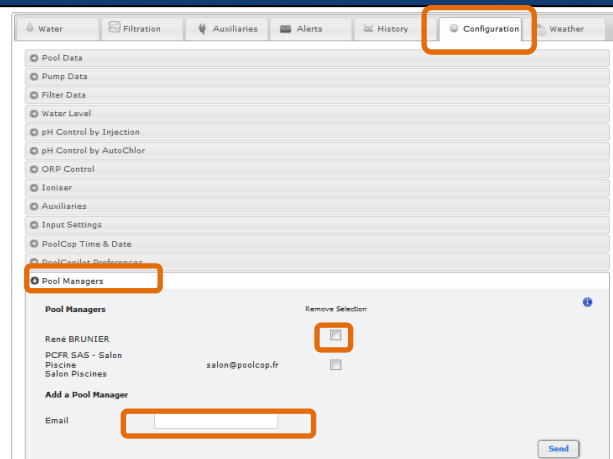 Water Filtration Auxiliaries Alerts History Configuration Weather
Pool Data
Pump Data
Filter Data
Water Level
pH Control by Injection
pH Control by AutoChlor
ORP Control
Ioniser
Auxiliaries
Input Settings
PoolCop Time & Date
PoolCopilot Preferences
Pool Managers
Pool Managers Remove Selection
René BRUNIER
PCFR SAS - Salon
Piscine salon@poolcop.fr
Salon Piscines
Add a Pool Manager
Email
Send